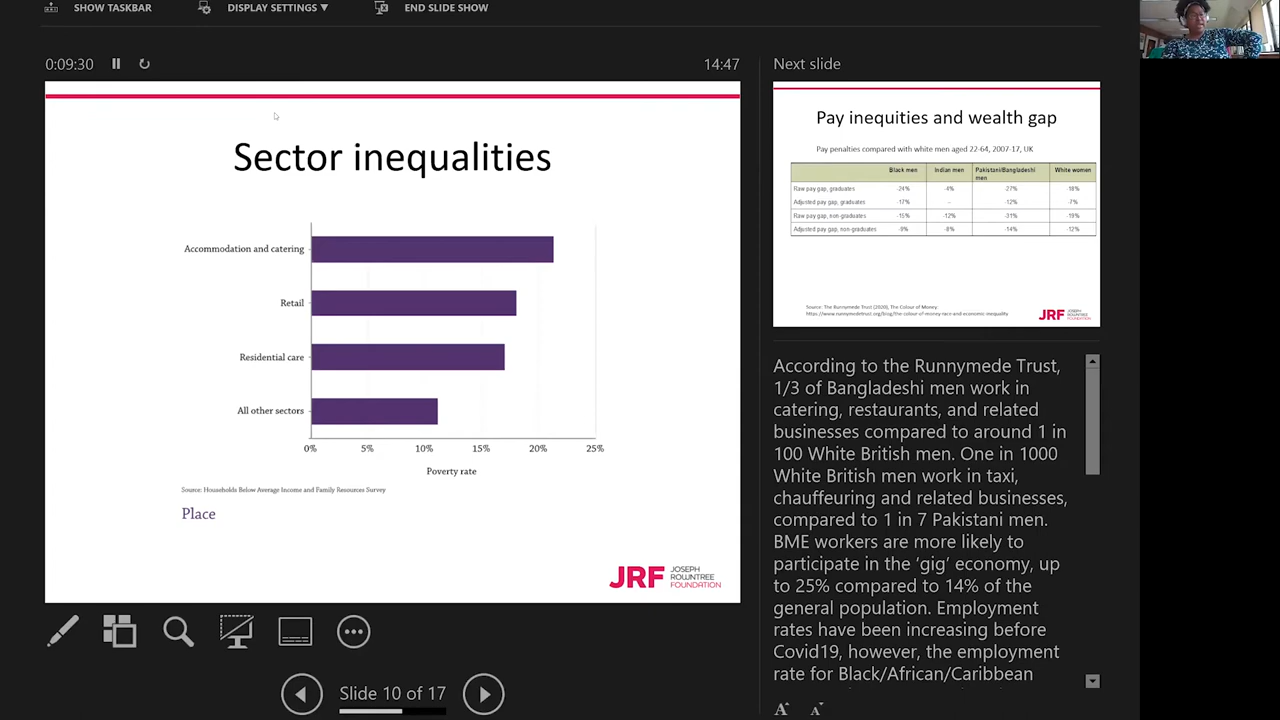 SHOW TASKBAR
DISPLAY SETTINGS ▼
END SLIDE SHOW
0:09:30
14:47
Sector inequalities
Accommodation and catering
Retail
Residential care
All other sectors
0% 5% 10% 15% 20% 25%
Poverty rate
Source: Households Below Average Income and Family Resources Survey
Place
JRF JOSEPH
ROWNTREE
FOUNDATION
Slide 10 of 17
Next slide
Pay inequities and wealth gap
Pay penalties compared with white men aged 22-64, 2007-17, UK
Black men Indian men Pakistani/Bangladeshi men White women
Raw pay gap, graduates -24% -4% -27% -18%
Adjusted pay gap, graduates -17% – -12% -7%
Raw pay gap, non-graduates -15% -12% -31% -19%
Adjusted pay gap, non-graduates -9% -8% -14% -12%
Source: The Runnymede Trust (2020), The Colour of Money.
https://www.runnymedetrust.org/blog/the-colour-of-money-race-and-economic-inequality
JRF JOSEPH
ROWNTREE
FOUNDATION
According to the Runnymede Trust,
1/3 of Bangladeshi men work in
catering, restaurants, and related
businesses compared to around 1 in
100 White British men. One in 1000
White British men work in taxi,
chauffeuring and related businesses,
compared to 1 in 7 Pakistani men.
BME workers are more likely to
participate in the ‘gig’ economy, up
to 25% compared to 14% of the
general population. Employment
rates have been increasing before
Covid19, however, the employment
rate for Black/African/Caribbean
A A